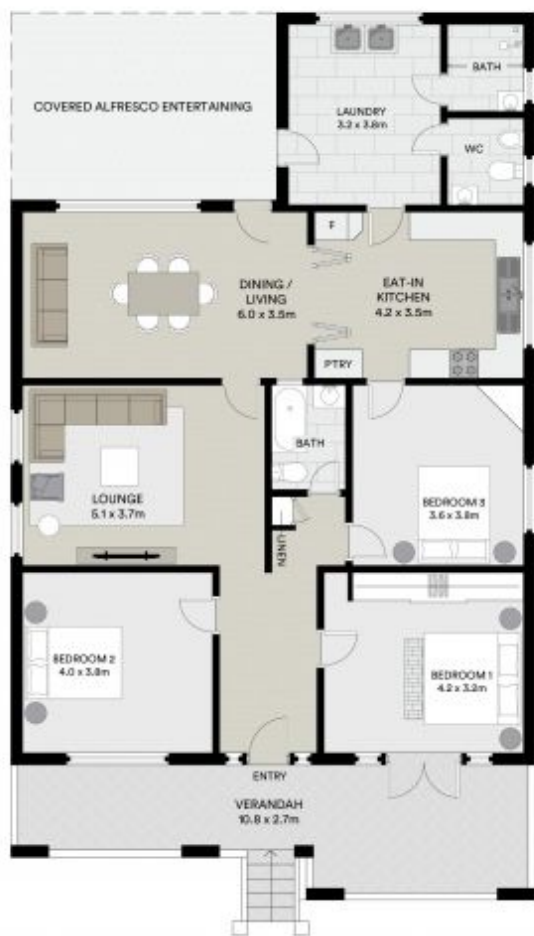 COVERED ALFRESCO ENTERTAINING
BATH
LAUNDRY
3.2 x 3.8m
WC
F
DINING /
LIVING
6.0 x 3.5m
EAT-IN
KITCHEN
4.2 x 3.5m
PTRY
BATH
LOUNGE
5.1 x 3.7m
BEDROOM 3
3.6 x 3.8m
LINEN
BEDROOM 2
4.0 x 3.8m
BEDROOM 1
4.2 x 3.2m
ENTRY
VERANDAH
10.8 x 2.7m